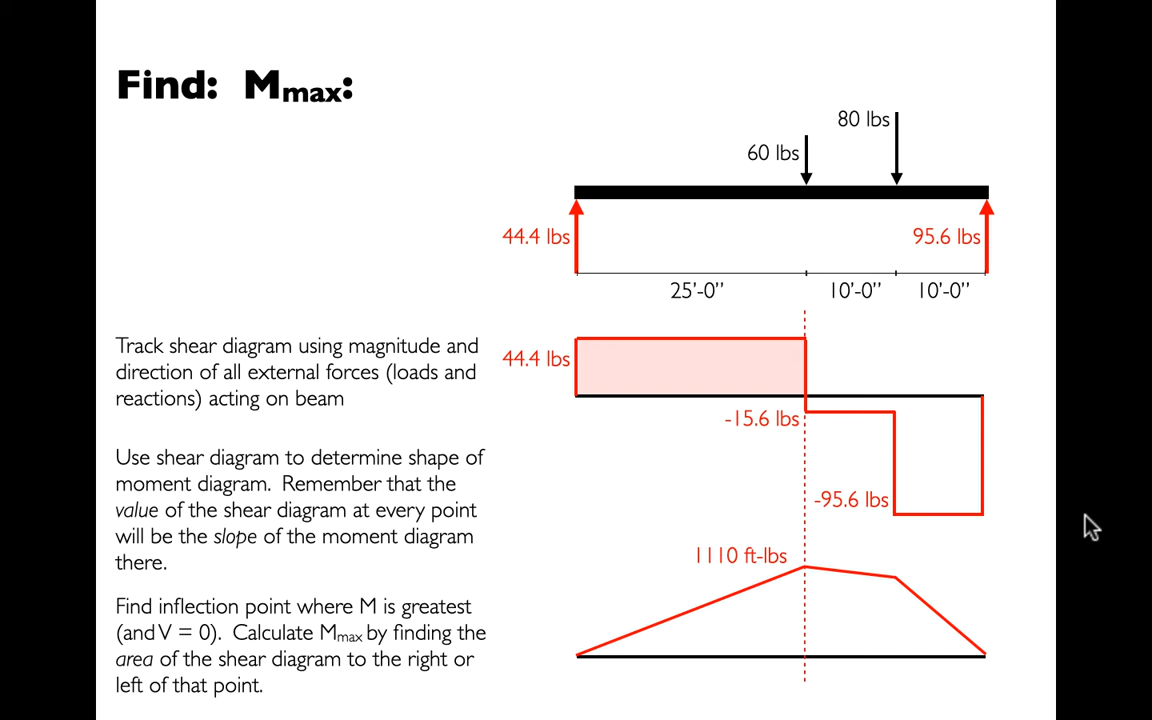 Find: Mmax:
80 lbs
60 lbs
44.4 lbs
95.6 lbs
25'-0"
10'-0"
10'-0"
Track shear diagram using magnitude and
direction of all external forces (loads and
reactions) acting on beam
44.4 lbs
-15.6 lbs
Use shear diagram to determine shape of
moment diagram. Remember that the
value of the shear diagram at every point
will be the slope of the moment diagram
there.
-95.6 lbs
1110 ft-lbs
Find inflection point where M is greatest
(and V = 0). Calculate Mmax by finding the
area of the shear diagram to the right or
left of that point.